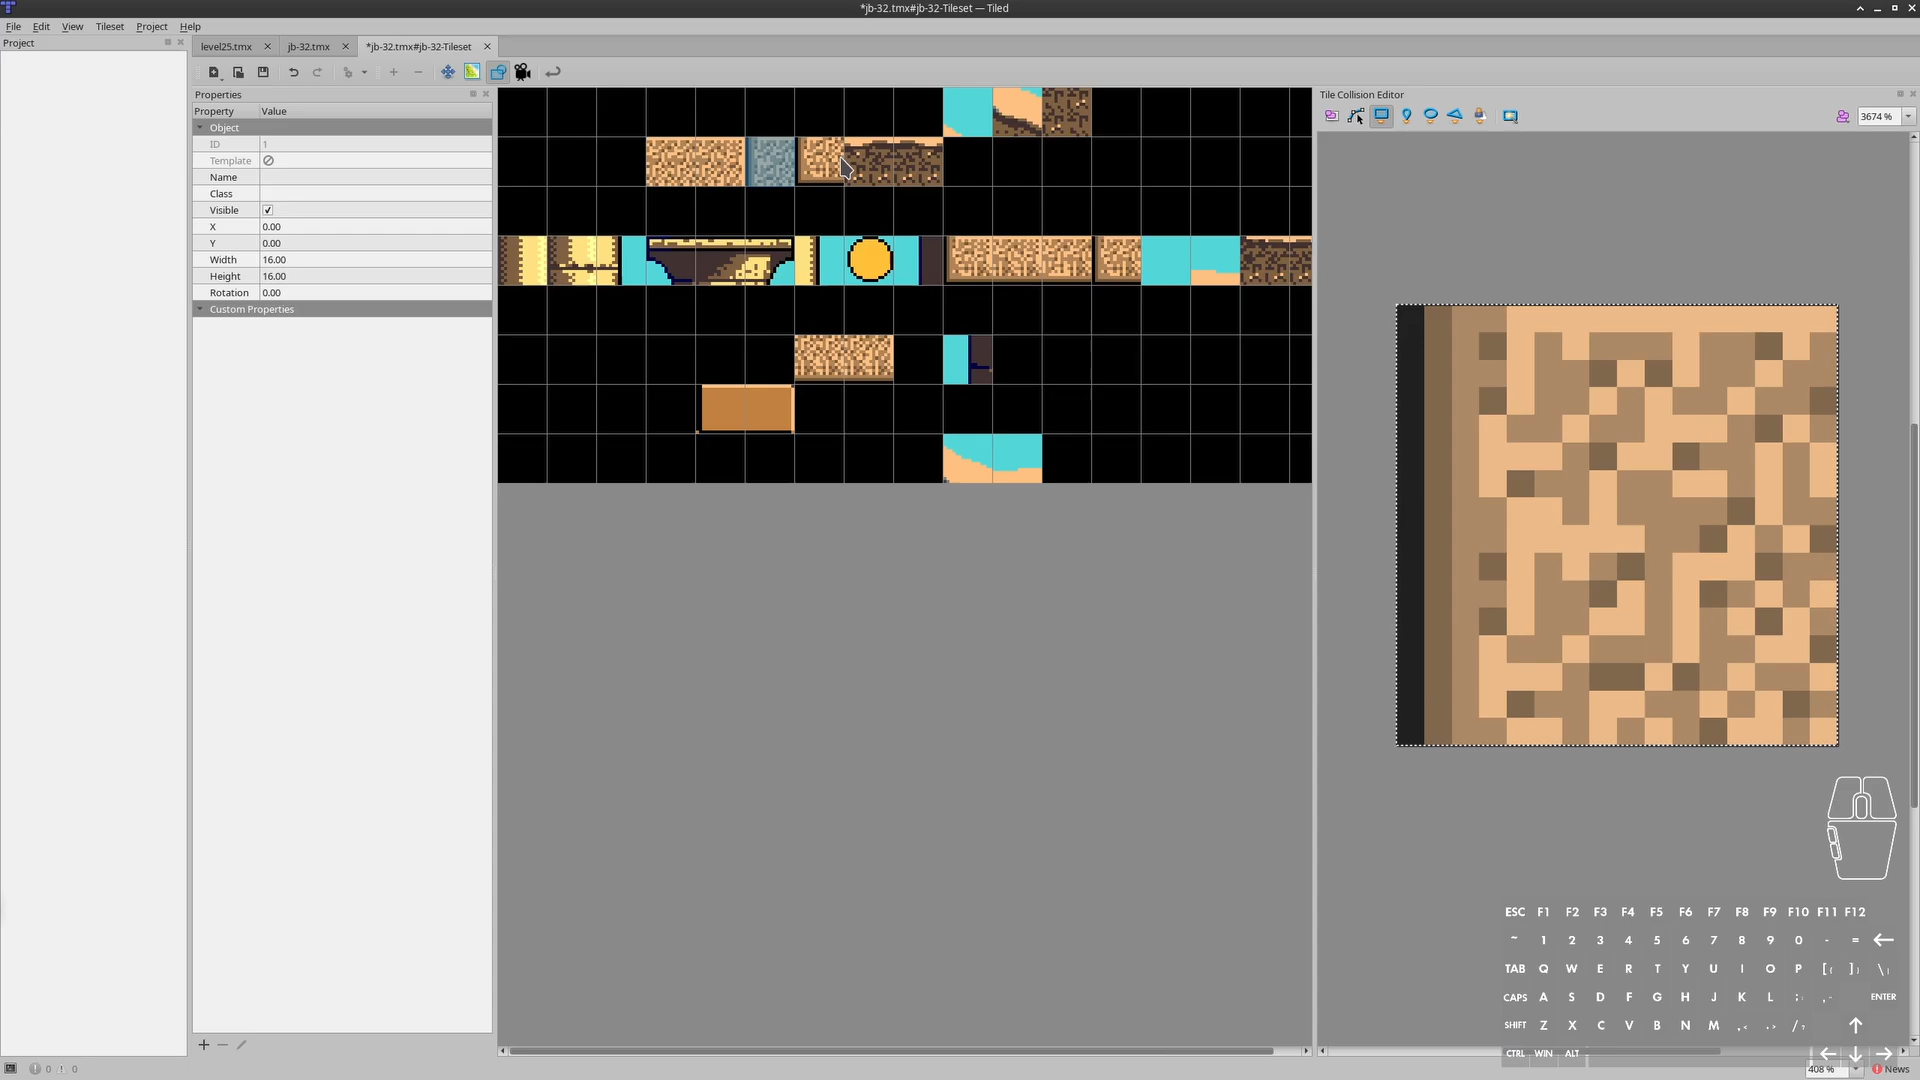 *jb-32.tmx#jb-32-Tileset — Tiled
File Edit View Tileset Project Help
Project
level25.tmx jb-32.tmx *jb-32.tmx#jb-32-Tileset
Properties
Property Value
Object
ID 1
Template
Name
Class
Visible
X 0.00
Y 0.00
Width 16.00
Height 16.00
Rotation 0.00
Custom Properties
Tile Collision Editor
3674 %
ESC F1 F2 F3 F4 F5 F6 F7 F8 F9 F10 F11 F12
~ 1 2 3 4 5 6 7 8 9 0 - =
TAB Q W E R T Y U I O P [ ] \
CAPS A S D F G H J K L ; ENTER
SHIFT Z X C V B N M , . /
CTRL WIN ALT
0 0
408 % News